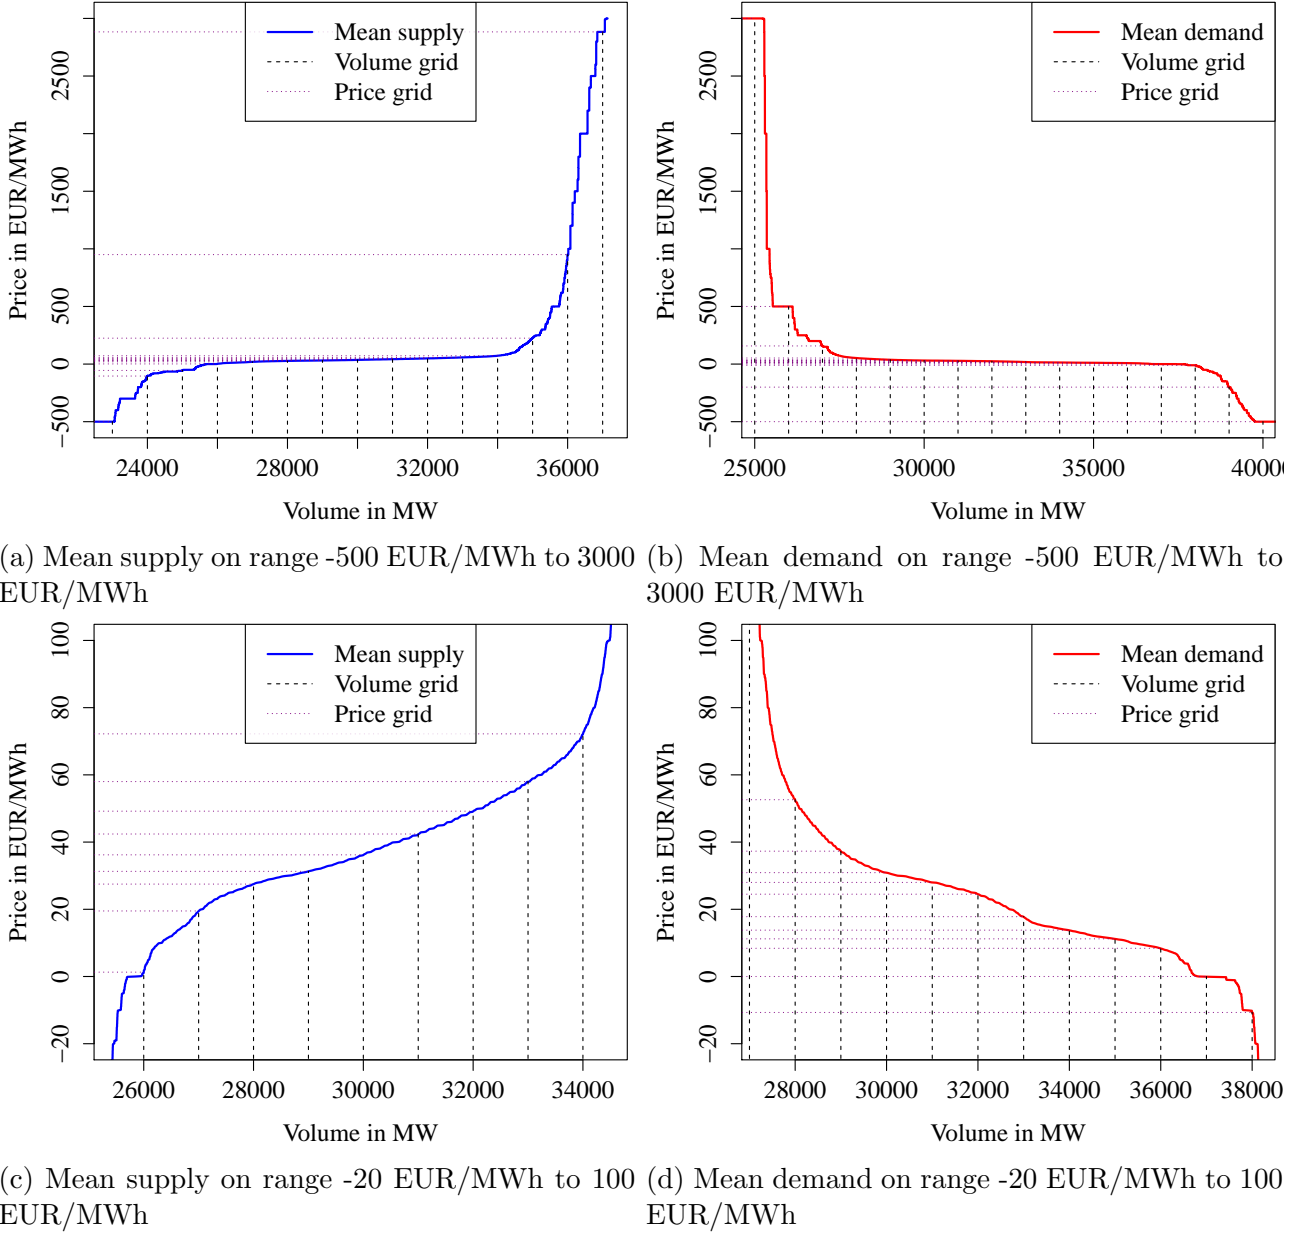 Mean supply
Volume grid
Price grid
Price in EUR/MWh
−500
0
500
1500
2500
24000 28000 32000 36000
Volume in MW
Mean demand
Volume grid
Price grid
Price in EUR/MWh
−500
0
500
1500
2500
25000 30000 35000 40000
Volume in MW
(a) Mean supply on range -500 EUR/MWh to 3000
EUR/MWh
(b) Mean demand on range -500 EUR/MWh to
3000 EUR/MWh
Mean supply
Volume grid
Price grid
Price in EUR/MWh
−20
0
20
40
60
80
100
26000 28000 30000 32000 34000
Volume in MW
Mean demand
Volume grid
Price grid
Price in EUR/MWh
−20
0
20
40
60
80
100
28000 30000 32000 34000 36000 38000
Volume in MW
(c) Mean supply on range -20 EUR/MWh to 100
EUR/MWh
(d) Mean demand on range -20 EUR/MWh to 100
EUR/MWh